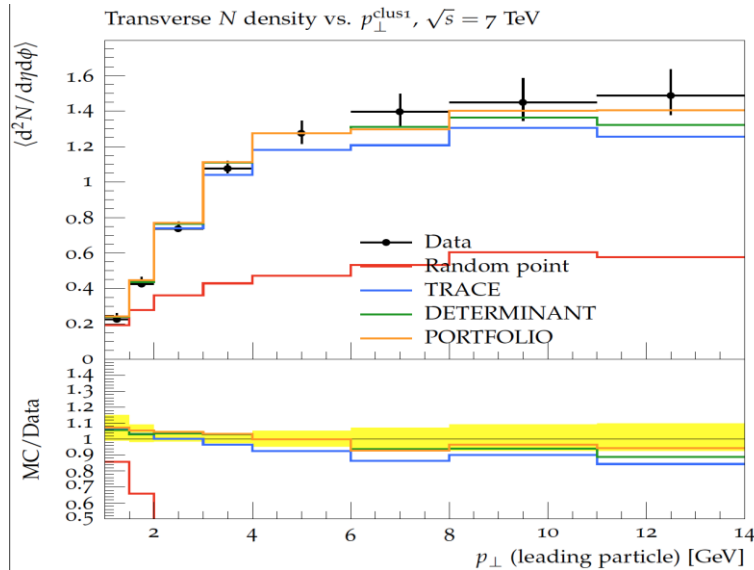 Transverse N density vs. p⊥^clus1, √s = 7 TeV
⟨d²N/dηdϕ⟩
1.6
1.4
1.2
1
0.8
0.6
0.4
0.2
0
Data
Random point
TRACE
DETERMINANT
PORTFOLIO
MC/Data
1.4
1.3
1.2
1.1
1
0.9
0.8
0.7
0.6
0.5
2 4 6 8 10 12 14
p⊥ (leading particle) [GeV]